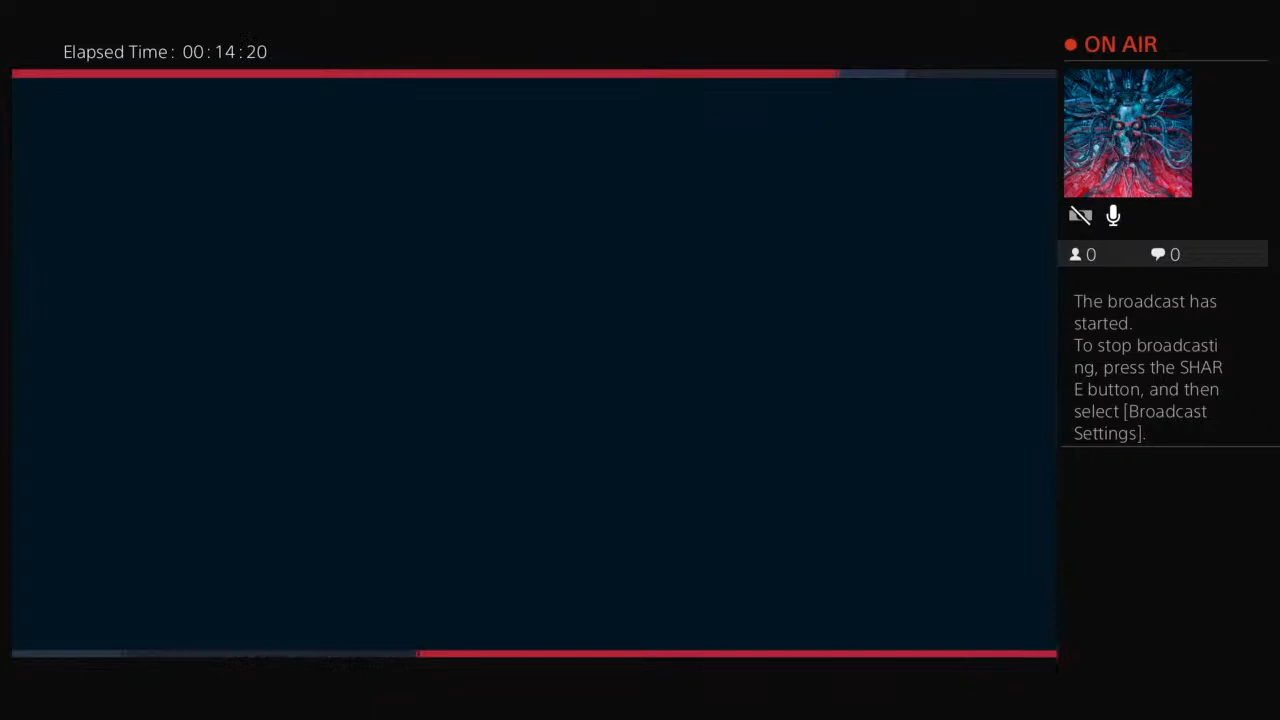 Elapsed Time: 00:14:20
ON AIR
0 0
The broadcast has
started.
To stop broadcasti
ng, press the SHAR
E button, and then
select [Broadcast
Settings].